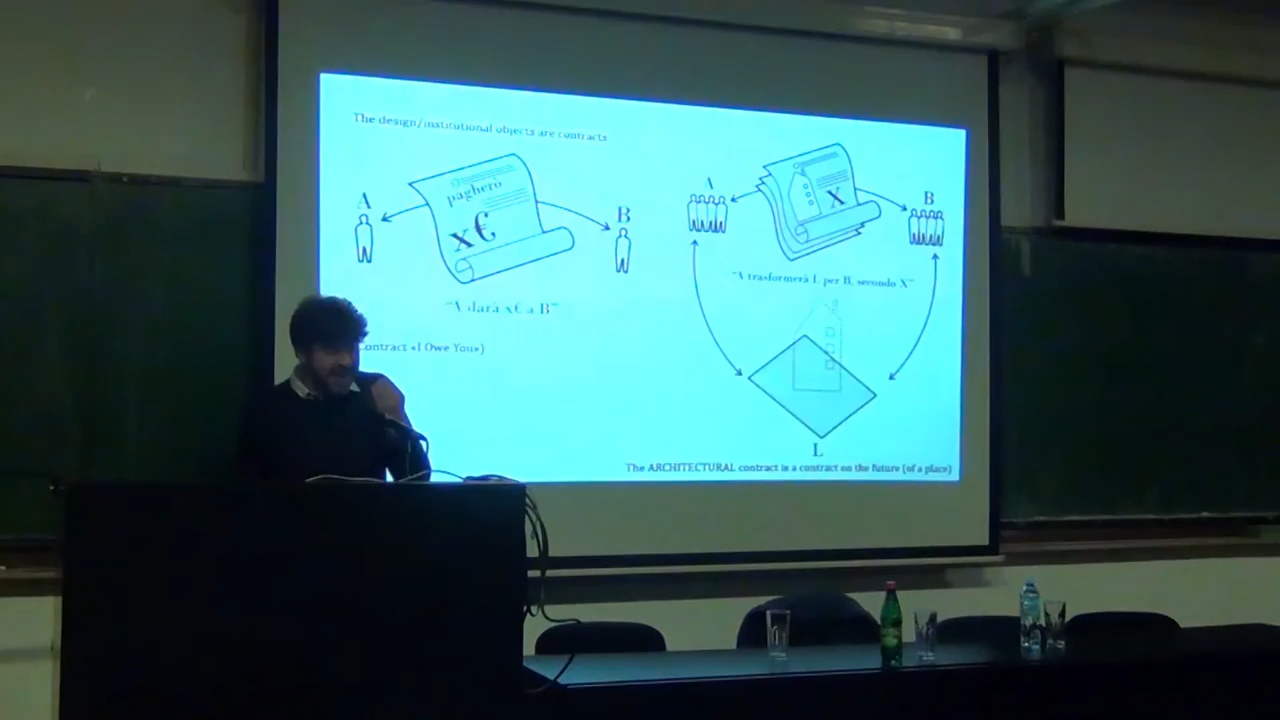 The design/institutional objects are contracts
A
pagherò
x€
B
"A darà x€ a B"
ontract «I Owe You»)
A
X
B
"A trasformerà L per B, secondo X"
L
The ARCHITECTURAL contract is a contract on the future (of a place)